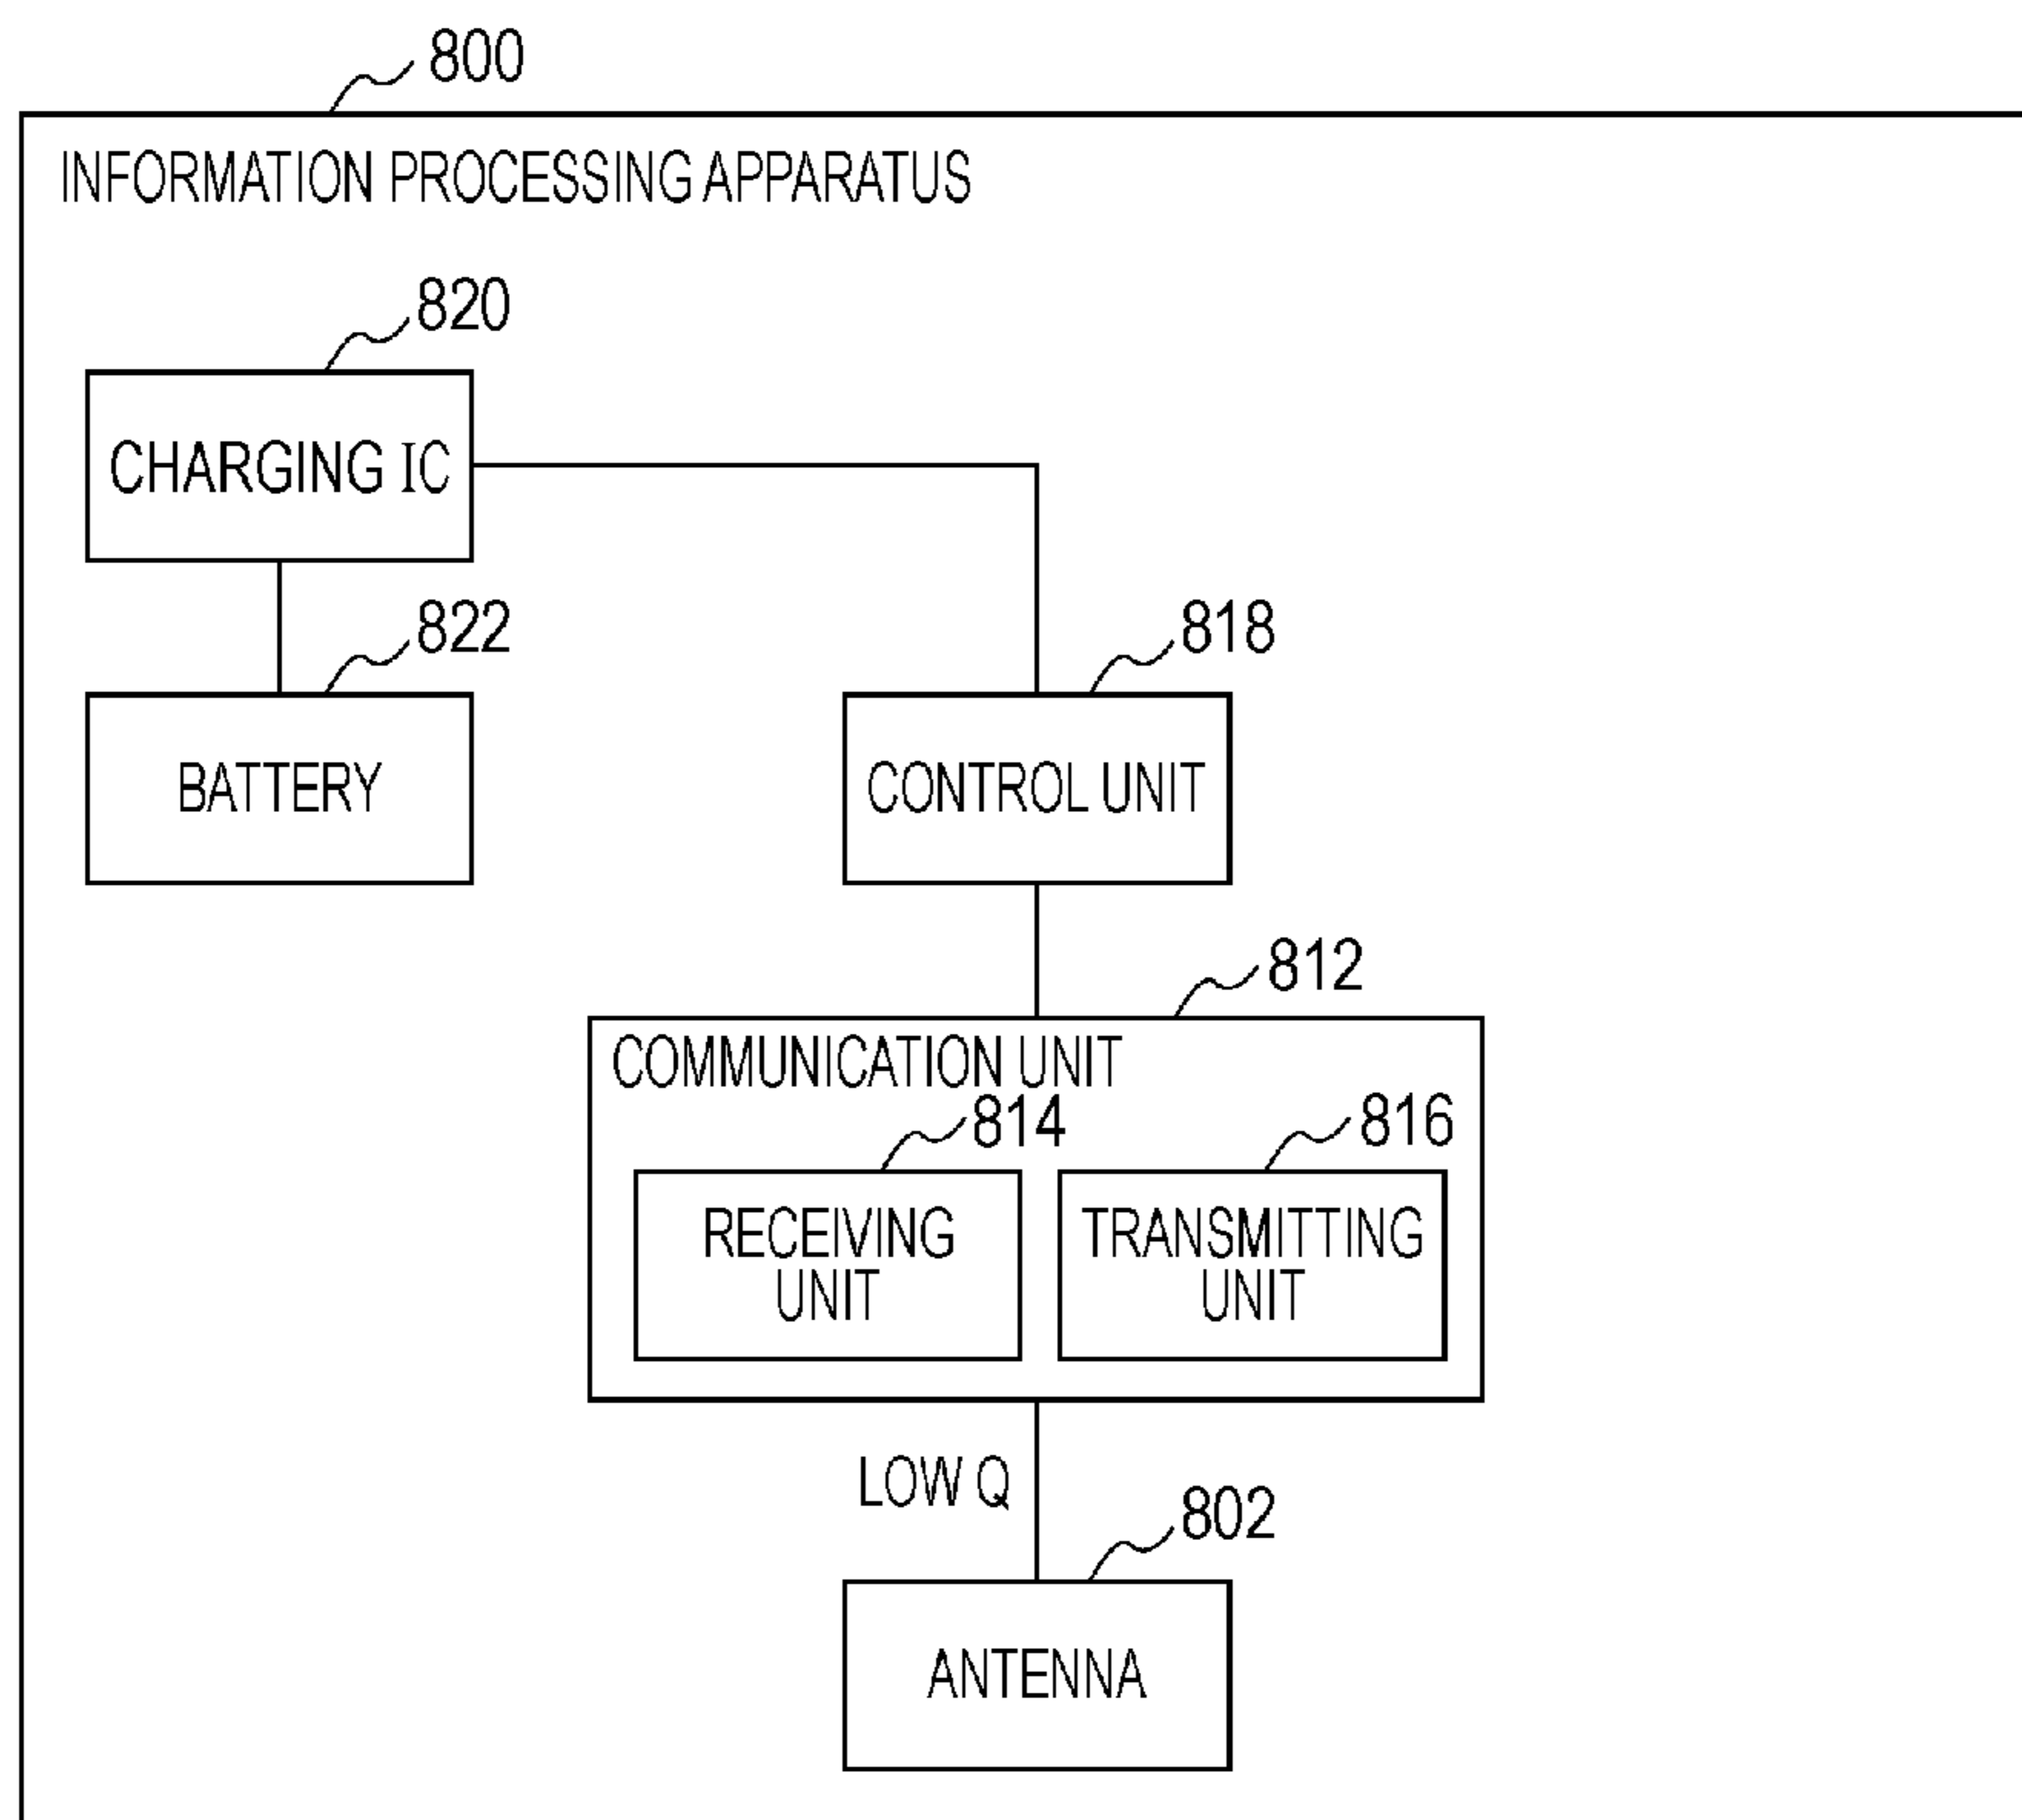 800
INFORMATION PROCESSING APPARATUS
820
CHARGING IC
822
BATTERY
818
CONTROL UNIT
812
COMMUNICATION UNIT
814
RECEIVING
UNIT
816
TRANSMITTING
UNIT
LOW Q
802
ANTENNA